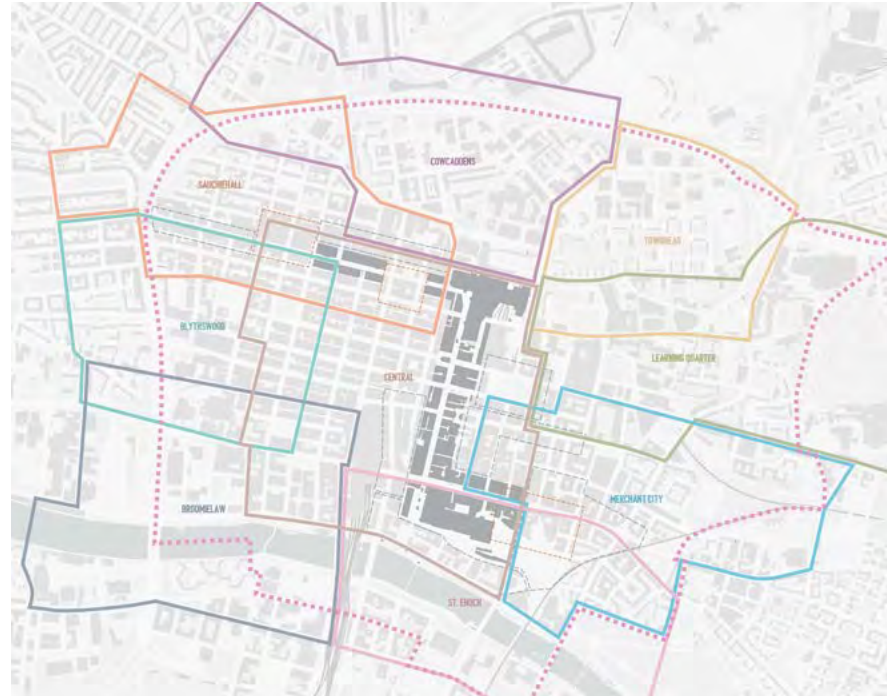 COWCADDENS
SAUCHIEHALL
TOWNHEAD
BLYTHSWOOD
LEARNING QUARTER
CENTRAL
MERCHANT CITY
BROOMIELAW
ST. ENOCH